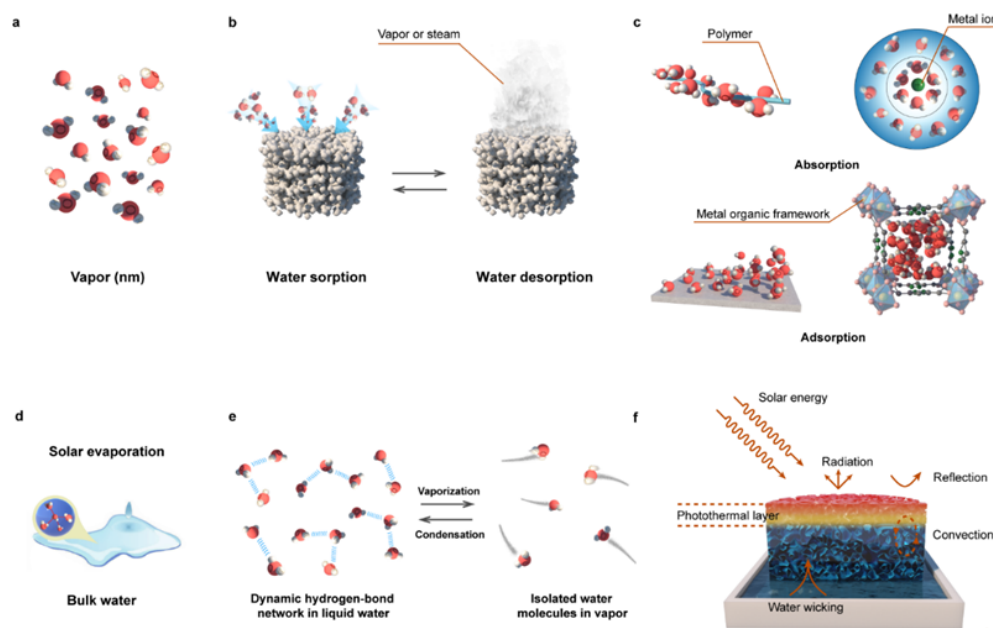 a
Vapor (nm)
b
Vapor or steam
Water sorption
Water desorption
c
Polymer
Metal ion
Absorption
Metal organic framework
Adsorption
d
Solar evaporation
Bulk water
e
Vaporization
Condensation
Dynamic hydrogen-bond
network in liquid water
Isolated water
molecules in vapor
f
Solar energy
Radiation
Reflection
Photothermal layer
Convection
Water wicking